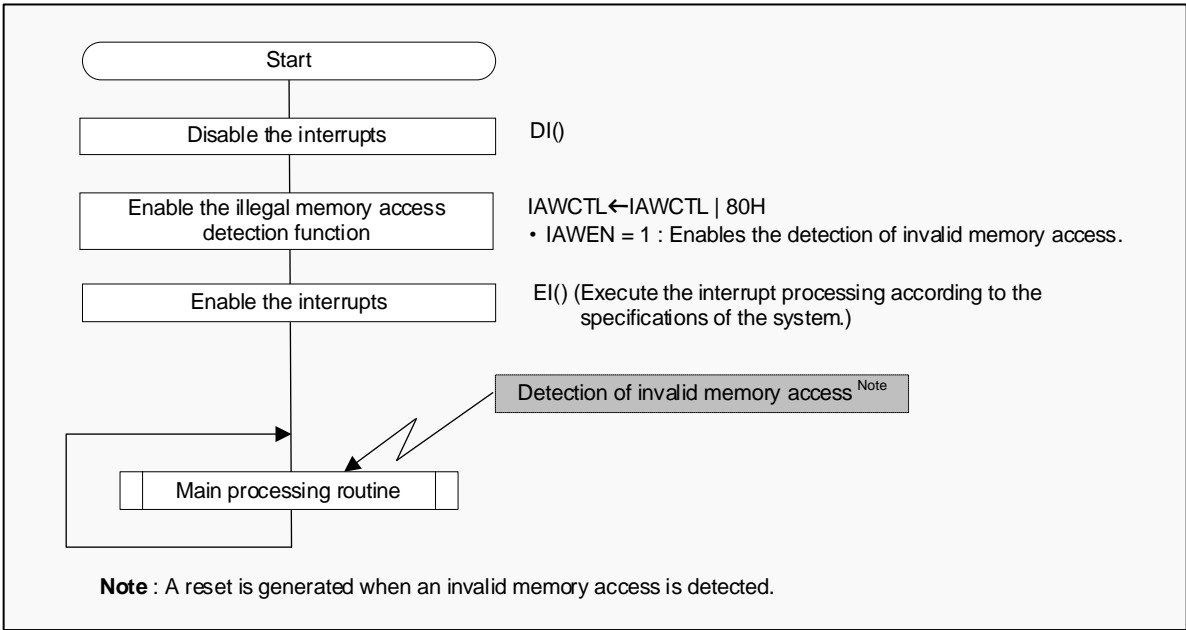 Start
Disable the interrupts
DI()
Enable the illegal memory access
detection function
IAWCTL←IAWCTL | 80H
・ IAWEN = 1 : Enables the detection of invalid memory access.
Enable the interrupts
EI() (Execute the interrupt processing according to the
specifications of the system.)
Detection of invalid memory access Note
Main processing routine
Note : A reset is generated when an invalid memory access is detected.